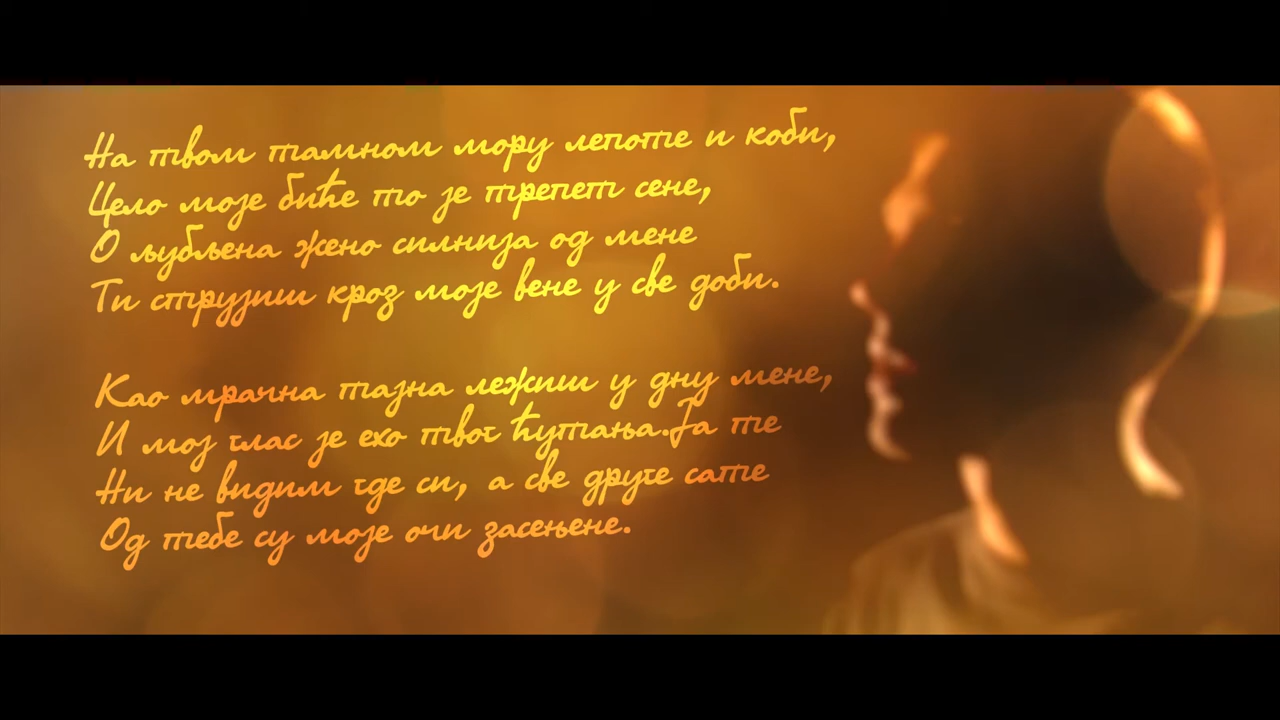 На твом тамном мору лепоте и коби,
Цело моје биће то је трепет сене,
О љубљена жено силнија од мене
Ти струјиш кроз моје вене у све доби.
Као мрачна тајна лежиш у дну мене,
И мој глас је ехо твог ћутања.Ја те
Ни не видим где си, а све друге сате
Од тебе су моје очи засењене.